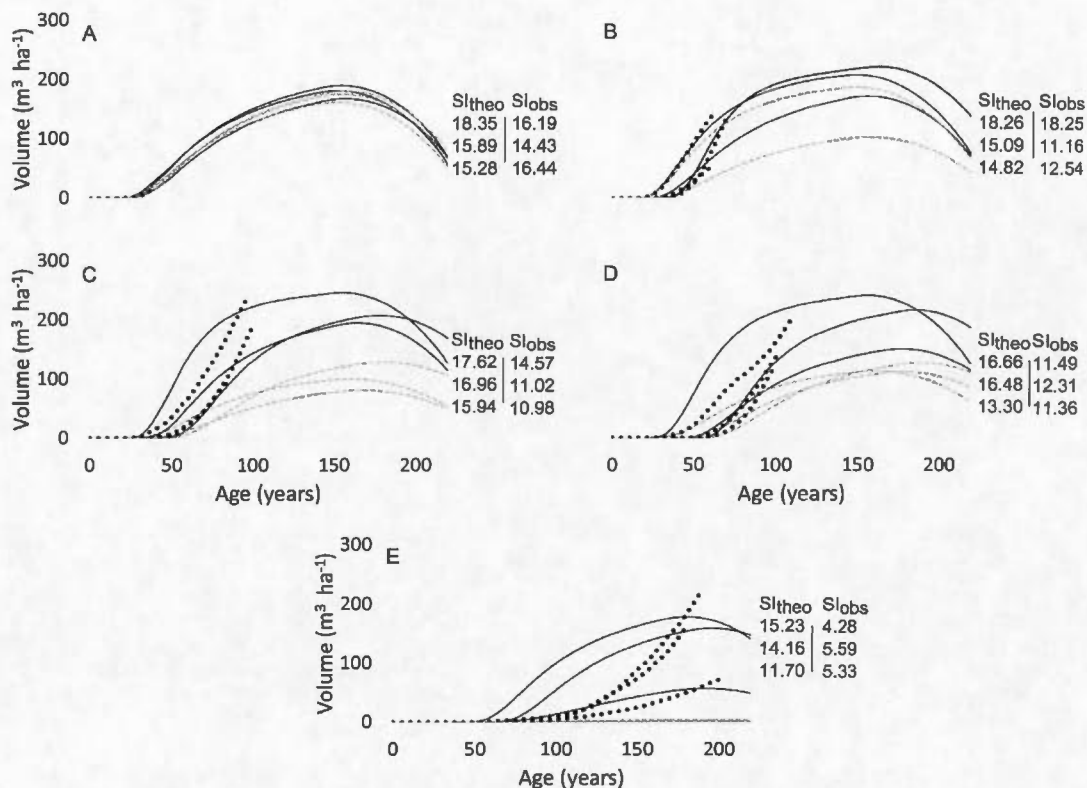 A
Volume (m³ ha⁻¹)
300
200
100
0
SItheo SIobs
18.35 16.19
15.89 14.43
15.28 16.44
B
SItheo SIobs
18.26 18.25
15.09 11.16
14.82 12.54
C
Volume (m³ ha⁻¹)
300
200
100
0
SItheo SIobs
17.62 14.57
16.96 11.02
15.94 10.98
0 50 100 150 200
Age (years)
D
SItheo SIobs
16.66 11.49
16.48 12.31
13.30 11.36
0 50 100 150 200
Age (years)
E
Volume (m³ ha⁻¹)
300
200
100
0
SItheo SIobs
15.23 4.28
14.16 5.59
11.70 5.33
0 50 100 150 200
Age (years)